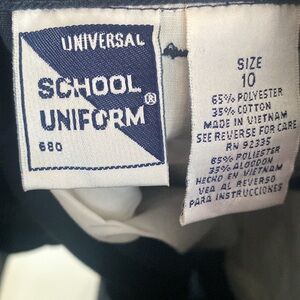 UNIVERSAL
SCHOOL
UNIFORM®
680
SIZE
10
65% POLYESTER
35% COTTON
MADE IN VIETNAM
SEE REVERSE FOR CARE
RN 92335
65% POLIESTER
35% ALGODON
HECHO EN VIETNAM
VEA AL REVERSO
PARA INSTRUCCIONES